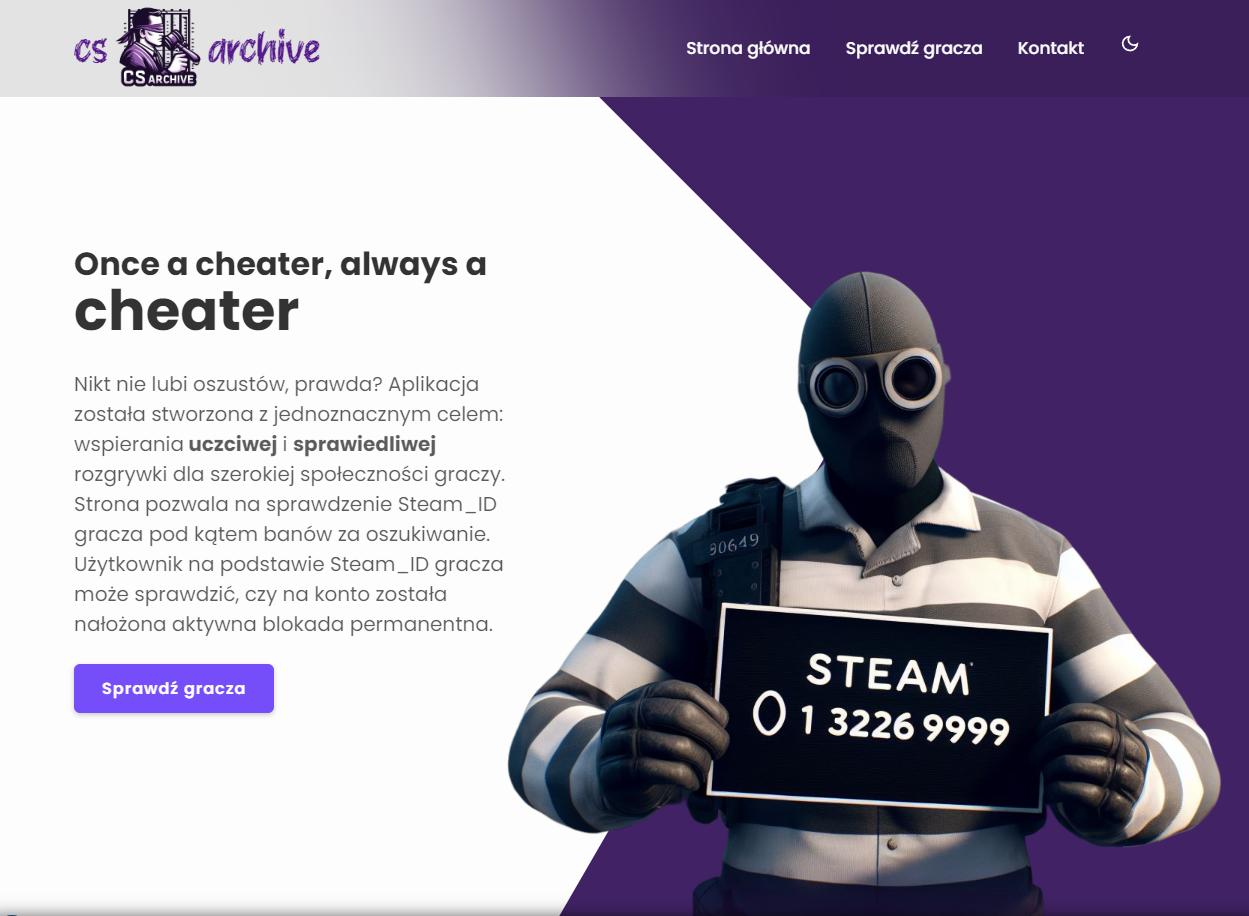 cs archive
CS ARCHIVE
Strona główna Sprawdź gracza Kontakt
Once a cheater, always a
cheater
Nikt nie lubi oszustów, prawda? Aplikacja
została stworzona z jednoznacznym celem:
wspierania uczciwej i sprawiedliwej
rozgrywki dla szerokiej społeczności graczy.
Strona pozwala na sprawdzenie Steam_ID
gracza pod kątem banów za oszukiwanie.
Użytkownik na podstawie Steam_ID gracza
może sprawdzić, czy na konto została
nałożona aktywna blokada permanentna.
Sprawdź gracza
90649
STEAM
0 1 3226 9999